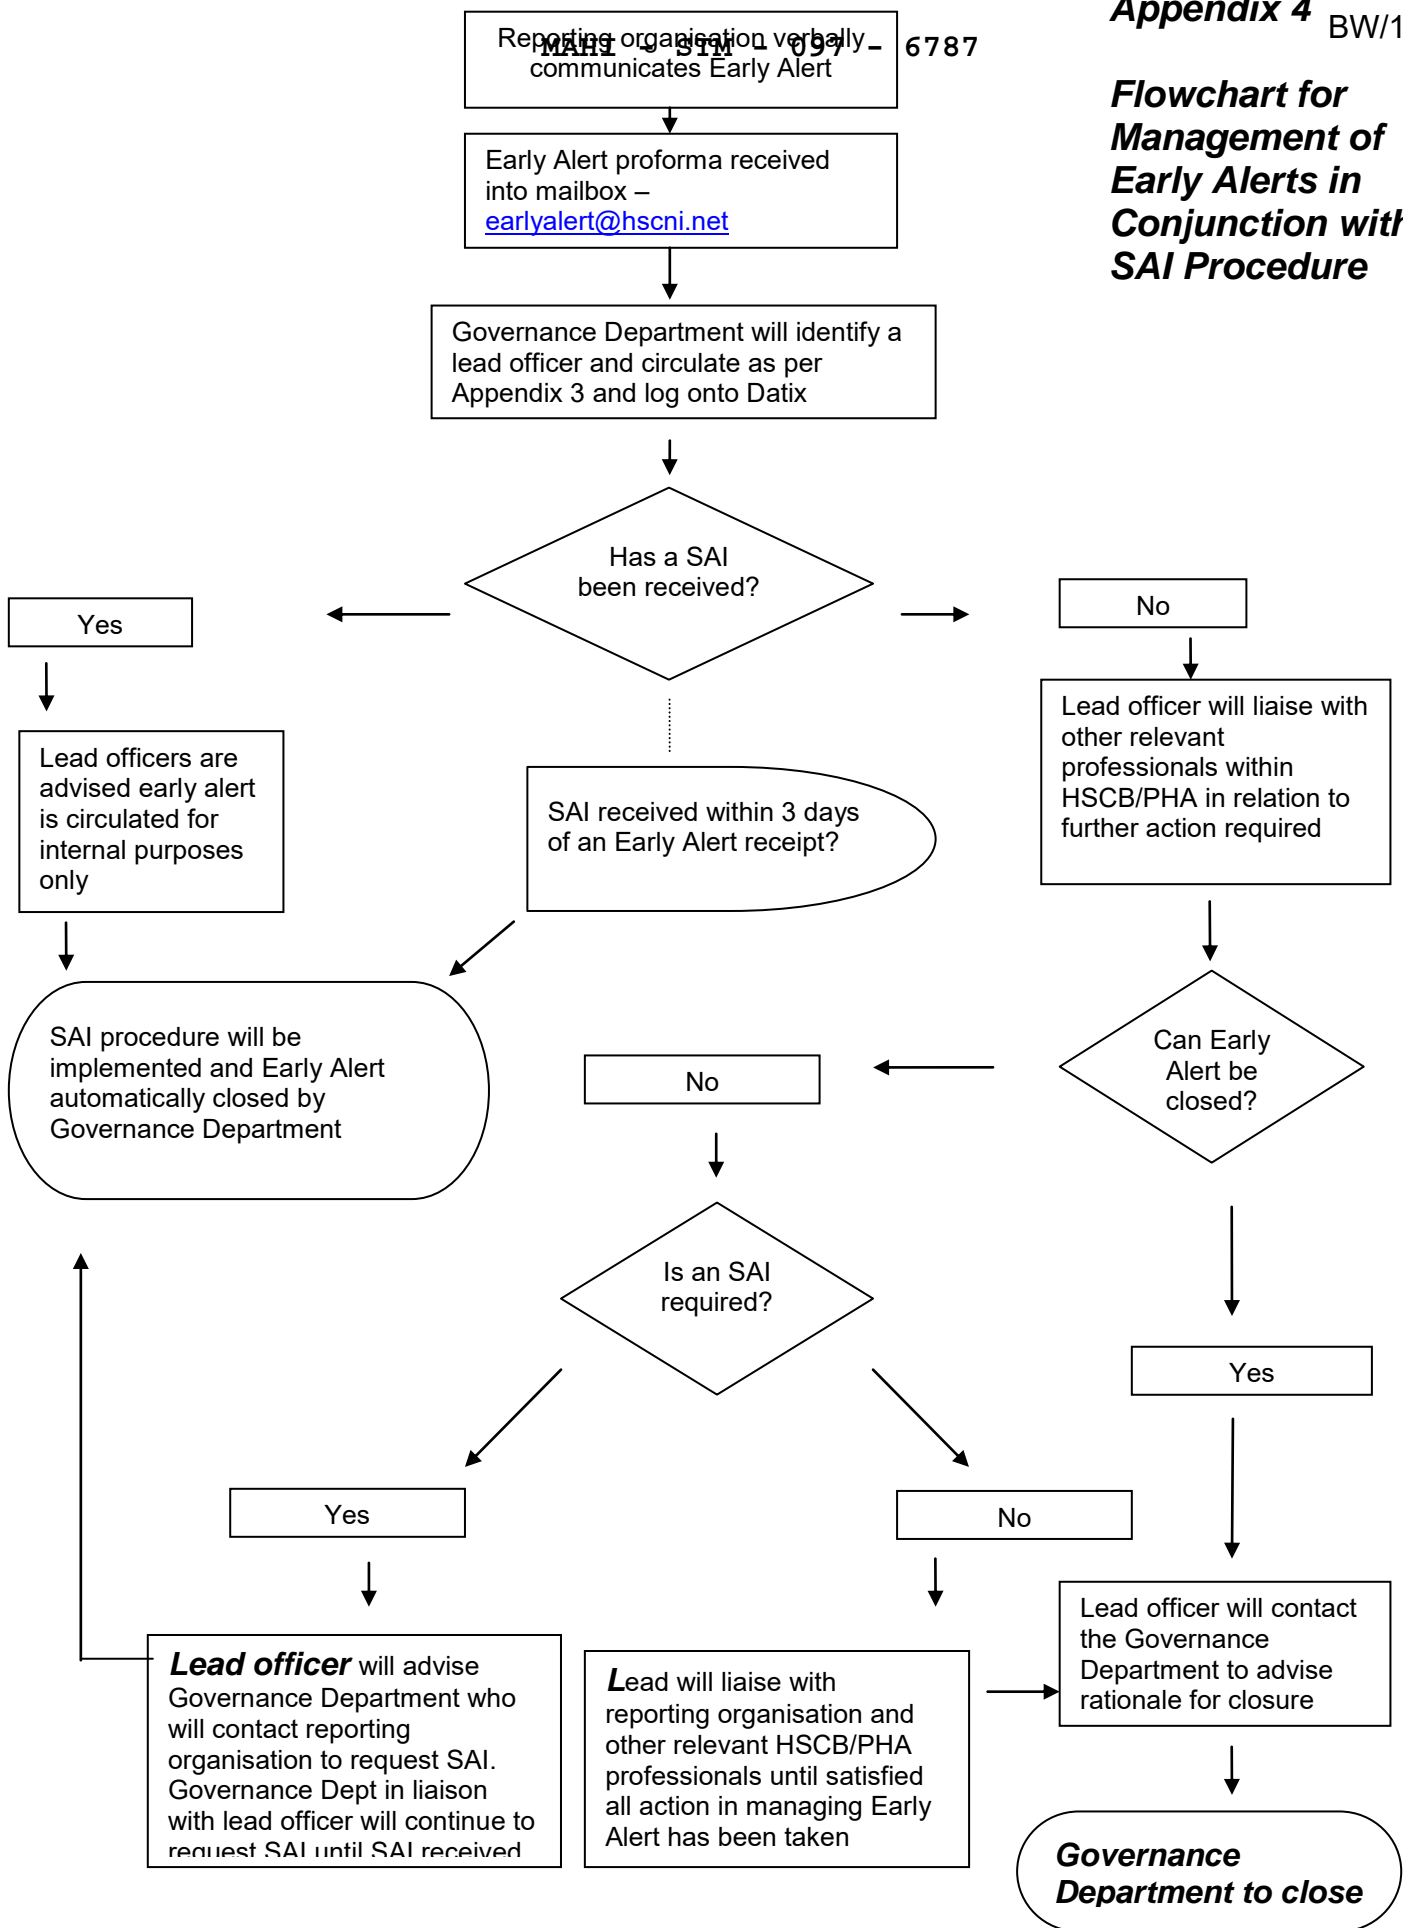 Appendix 4
BW/1
Reporting organisation verbally
communicates Early Alert
MAHI - STM - 097 - 6787
Flowchart for
Management of
Early Alerts in
Conjunction with
SAI Procedure
Early Alert proforma received
into mailbox –
earlyalert@hscni.net
Governance Department will identify a
lead officer and circulate as per
Appendix 3 and log onto Datix
Has a SAI
been received?
Yes
No
Lead officers are
advised early alert
is circulated for
internal purposes
only
SAI received within 3 days
of an Early Alert receipt?
Lead officer will liaise with
other relevant
professionals within
HSCB/PHA in relation to
further action required
SAI procedure will be
implemented and Early Alert
automatically closed by
Governance Department
Can Early
Alert be
closed?
No
Is an SAI
required?
Yes
Yes
No
Lead officer will advise
Governance Department who
will contact reporting
organisation to request SAI.
Governance Dept in liaison
with lead officer will continue to
request SAI until SAI received
Lead will liaise with
reporting organisation and
other relevant HSCB/PHA
professionals until satisfied
all action in managing Early
Alert has been taken
Lead officer will contact
the Governance
Department to advise
rationale for closure
Governance
Department to close